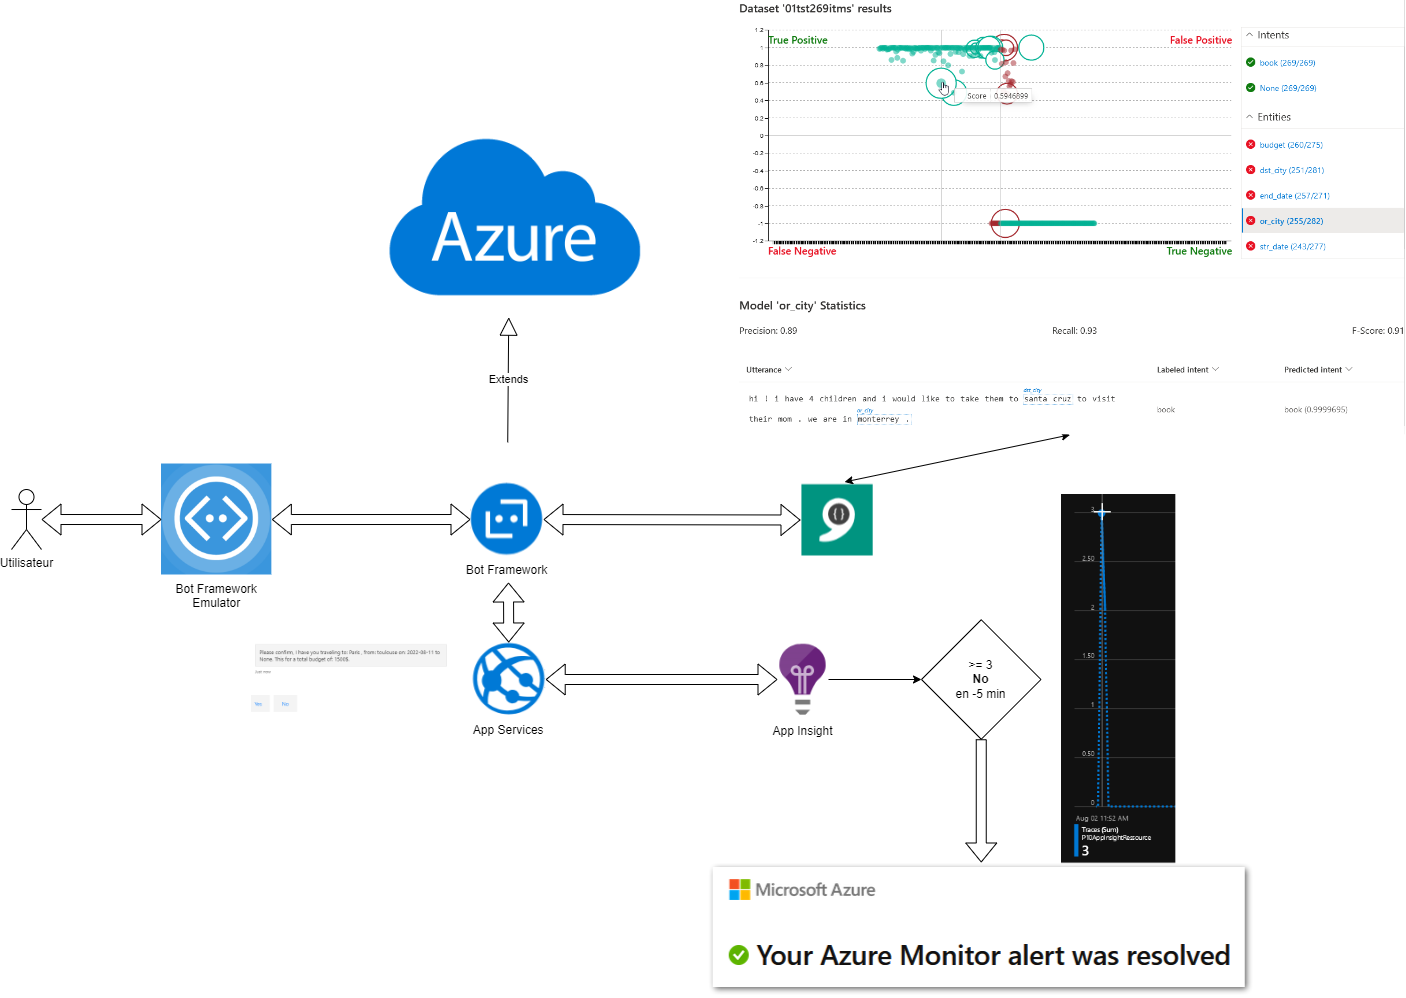 Dataset '01tst269itms' results
1.2
True Positive
False Positive
1
0.8
0.6
Score : 0.5946899
0.4
0.2
0
-0.2
-0.4
-0.6
-0.8
-1
-1.2
False Negative
True Negative
Intents
book (269/269)
None (269/269)
Entities
budget (260/275)
dst_city (251/281)
end_date (257/271)
or_city (255/282)
str_date (243/277)
Model 'or_city' Statistics
Precision: 0.89
Recall: 0.93
F-Score: 0.91
Utterance
Labeled intent
Predicted intent
dst_city
hi ! i have 4 children and i would like to take them to santa cruz to visit
or_city
their mom . we are in monterrey .
book
book (0.9999695)
Azure
Extends
Utilisateur
Bot Framework
Emulator
Bot Framework
{}
Please confirm, I have you traveling to: Paris , from: toulouse on: 2022-08-11 to
None. This for a total budget of: 1500$.
Just now
Yes
No
App Services
App Insight
>= 3
No
en -5 min
3
2.50
2
1.50
1
0.50
0
Aug 02 11:52 AM
Traces (Sum)
P10AppInsightRessource
3
Microsoft Azure
Your Azure Monitor alert was resolved